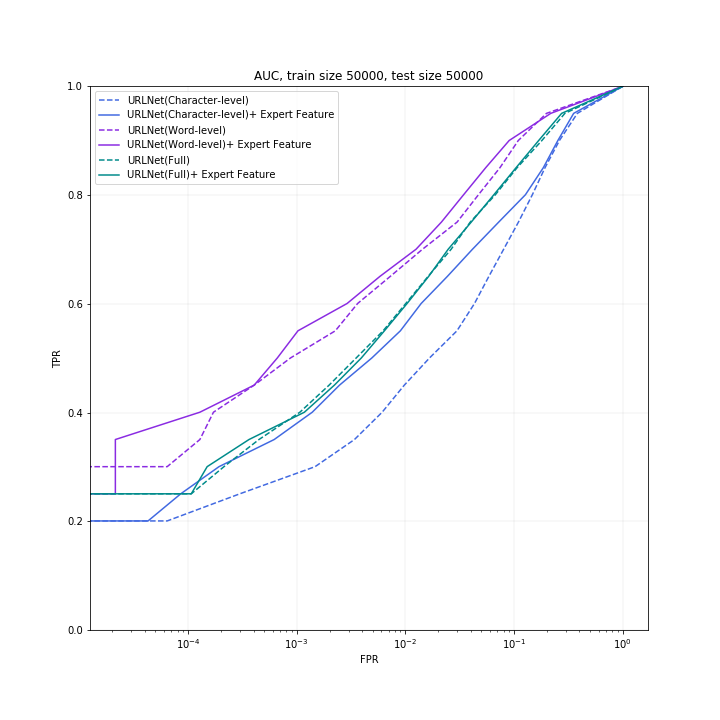 AUC, train size 50000, test size 50000
1.0
URLNet(Character-level)
URLNet(Character-level)+ Expert Feature
URLNet(Word-level)
URLNet(Word-level)+ Expert Feature
URLNet(Full)
URLNet(Full)+ Expert Feature
0.8
0.6
TPR
0.4
0.2
0.0
10⁻⁴ 10⁻³ 10⁻² 10⁻¹ 10⁰
FPR